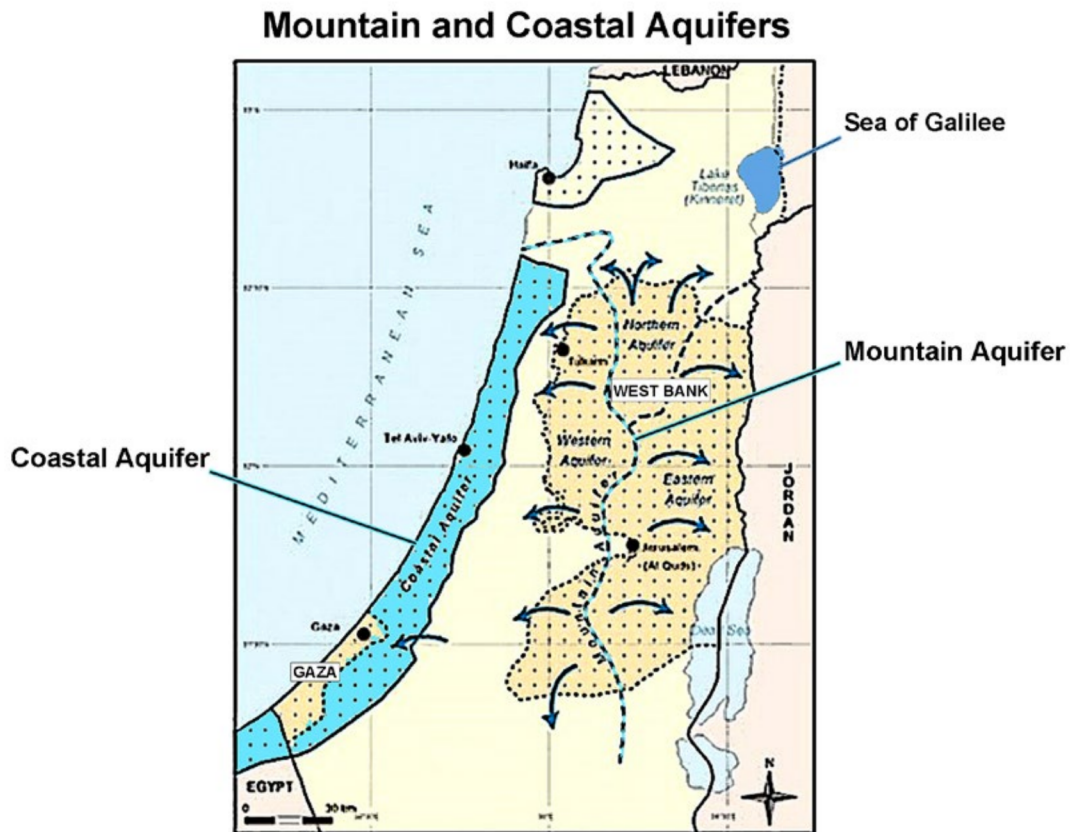 Mountain and Coastal Aquifers
LEBANON
Sea of Galilee
Haifa
Lake
Tiberias
(Kinneret)
MEDITERRANEAN SEA
Northern
Aquifer
Mountain Aquifer
WEST BANK
Tel Aviv-Yafo
Western
Aquifer
Coastal Aquifer
Eastern
Aquifer
JORDAN
Coastal Aquifer
Mountain Aquifer
Jerusalem
(Al Quds)
Gaza
Dead Sea
GAZA
N
EGYPT
0
30 km